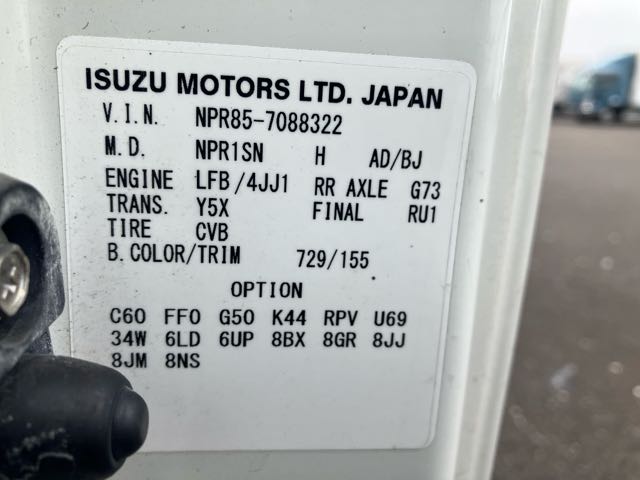 ISUZU MOTORS LTD. JAPAN
V.I.N. NPR85-7088322
M.D. NPR1SN H AD/BJ
ENGINE LFB/4JJ1 RR AXLE G73
TRANS. Y5X FINAL RU1
TIRE CVB
B.COLOR/TRIM 729/155
OPTION
C60 FF0 G50 K44 RPV U69
34W 6LD 6UP 8BX 8GR 8JJ
8JM 8NS